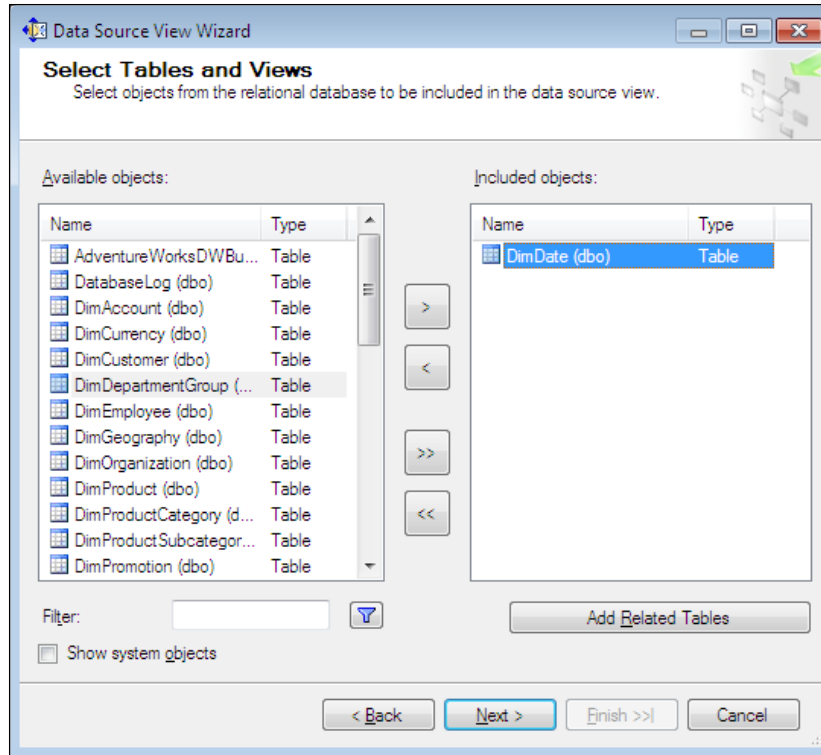 Data Source View Wizard
Select Tables and Views
Select objects from the relational database to be included in the data source view.
Available objects:
Included objects:
Name Type
AdventureWorksDWBu... Table
DatabaseLog (dbo) Table
DimAccount (dbo) Table
DimCurrency (dbo) Table
DimCustomer (dbo) Table
DimDepartmentGroup (... Table
DimEmployee (dbo) Table
DimGeography (dbo) Table
DimOrganization (dbo) Table
DimProduct (dbo) Table
DimProductCategory (d... Table
DimProductSubcategor... Table
DimPromotion (dbo) Table
>
<
>>
<<
Name Type
DimDate (dbo) Table
Filter:
Add Related Tables
Show system objects
< Back
Next >
Finish >>|
Cancel